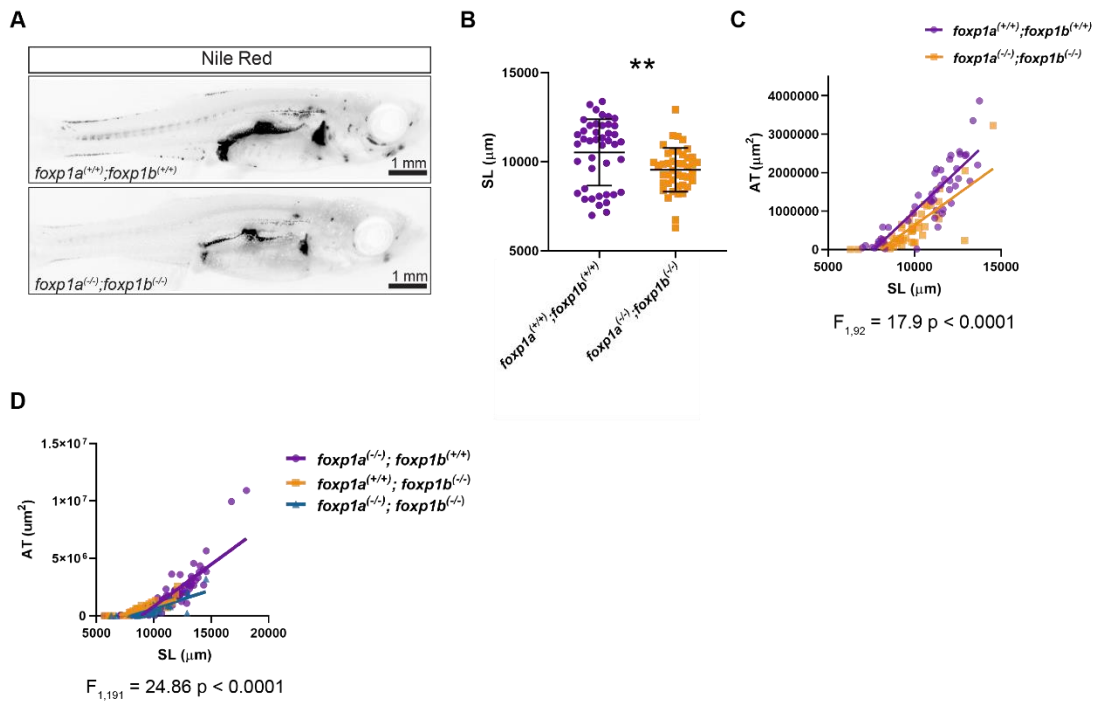 A
Nile Red
foxp1a(+/+);foxp1b(+/+)
1 mm
foxp1a(-/-);foxp1b(-/-)
1 mm
B
**
15000
10000
5000
SL (μm)
foxp1a(+/+);foxp1b(+/+)
foxp1a(-/-);foxp1b(-/-)
C
foxp1a(+/+);foxp1b(+/+)
foxp1a(-/-);foxp1b(-/-)
4000000
3000000
2000000
1000000
0
AT (μm2)
5000 10000 15000
SL (μm)
F1,92 = 17.9 p < 0.0001
D
1.5×10^7
1×10^7
5×10^6
0
AT (um2)
5000 10000 15000 20000
SL (μm)
foxp1a(-/-); foxp1b(+/+)
foxp1a(+/+); foxp1b(-/-)
foxp1a(-/-); foxp1b(-/-)
F1,191 = 24.86 p < 0.0001